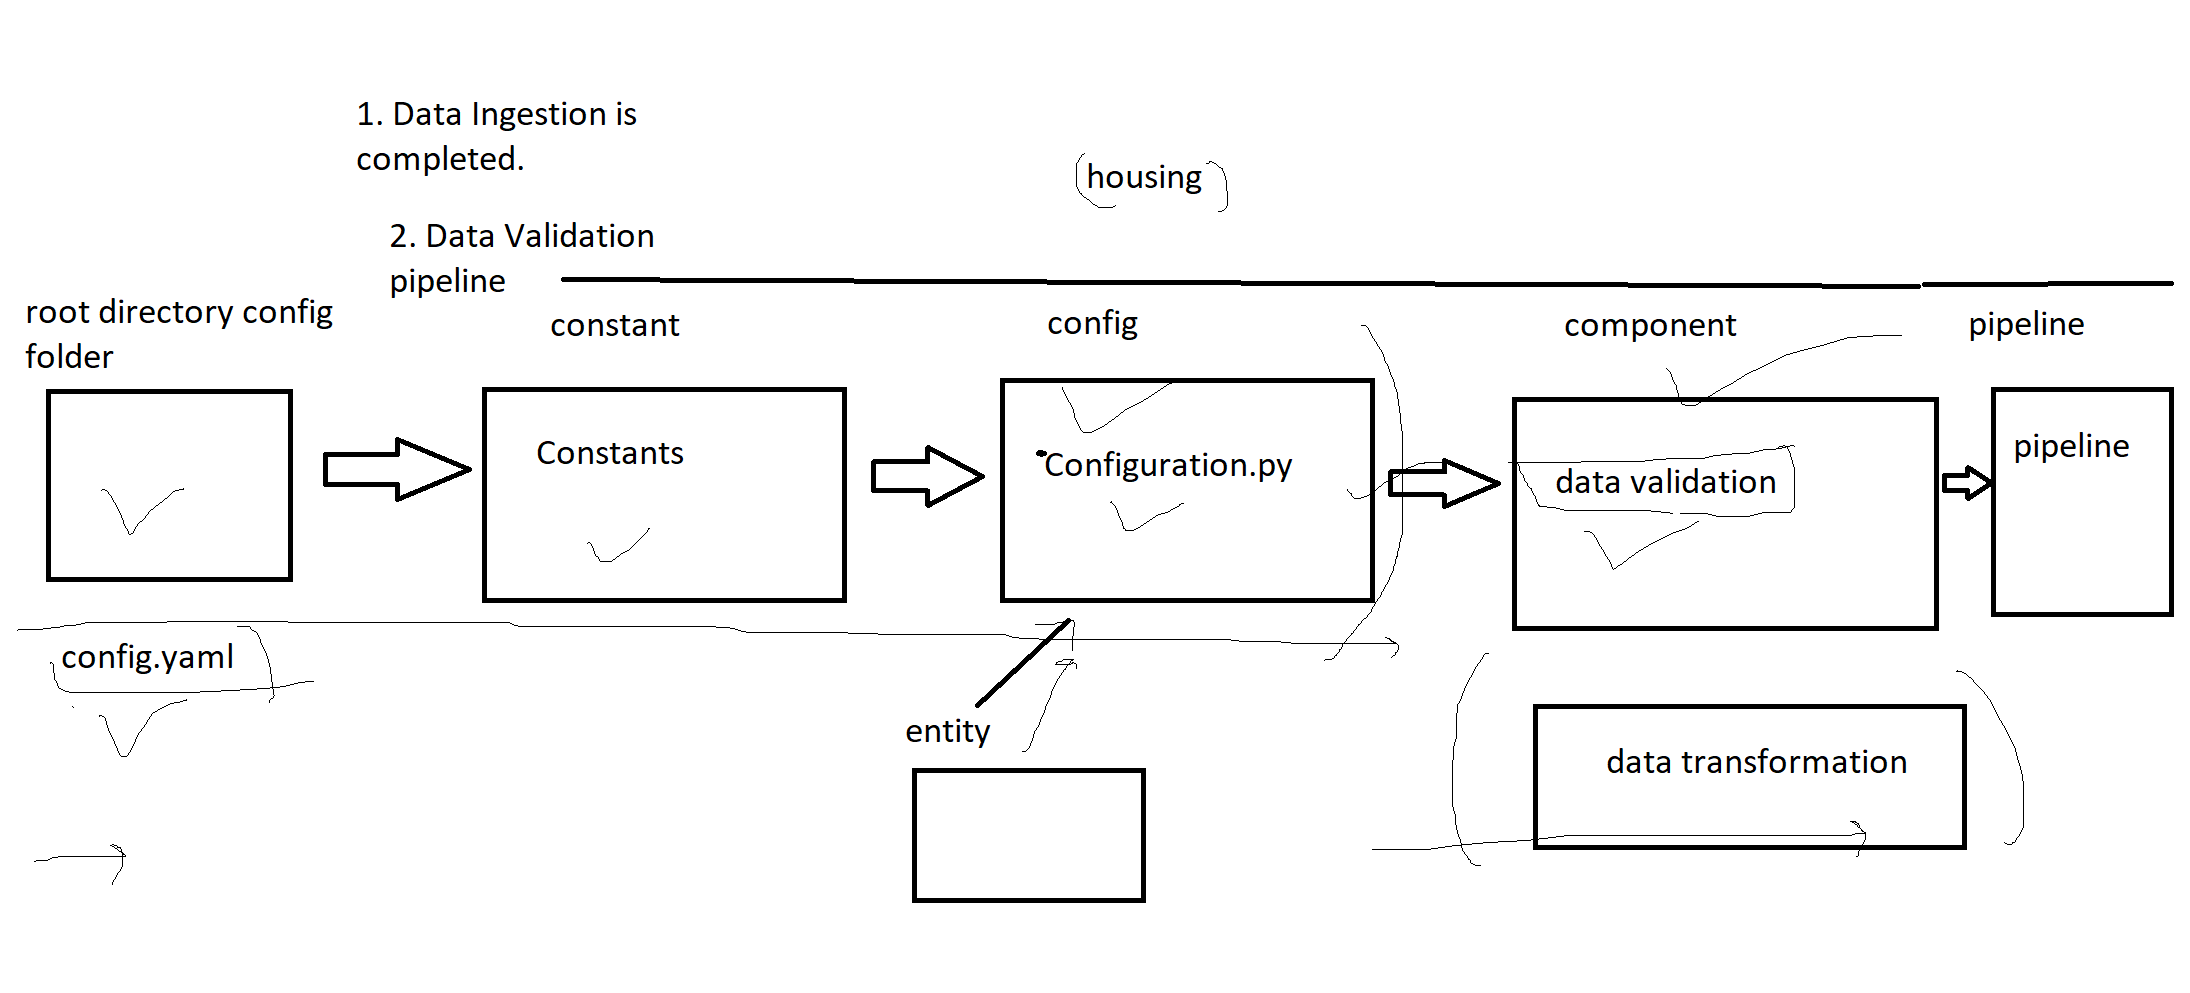 1. Data Ingestion is
completed.
(housing)
2. Data Validation
pipeline
root directory config
folder
constant
config
component
pipeline
Constants
Configuration.py
data validation
pipeline
config.yaml
entity
data transformation